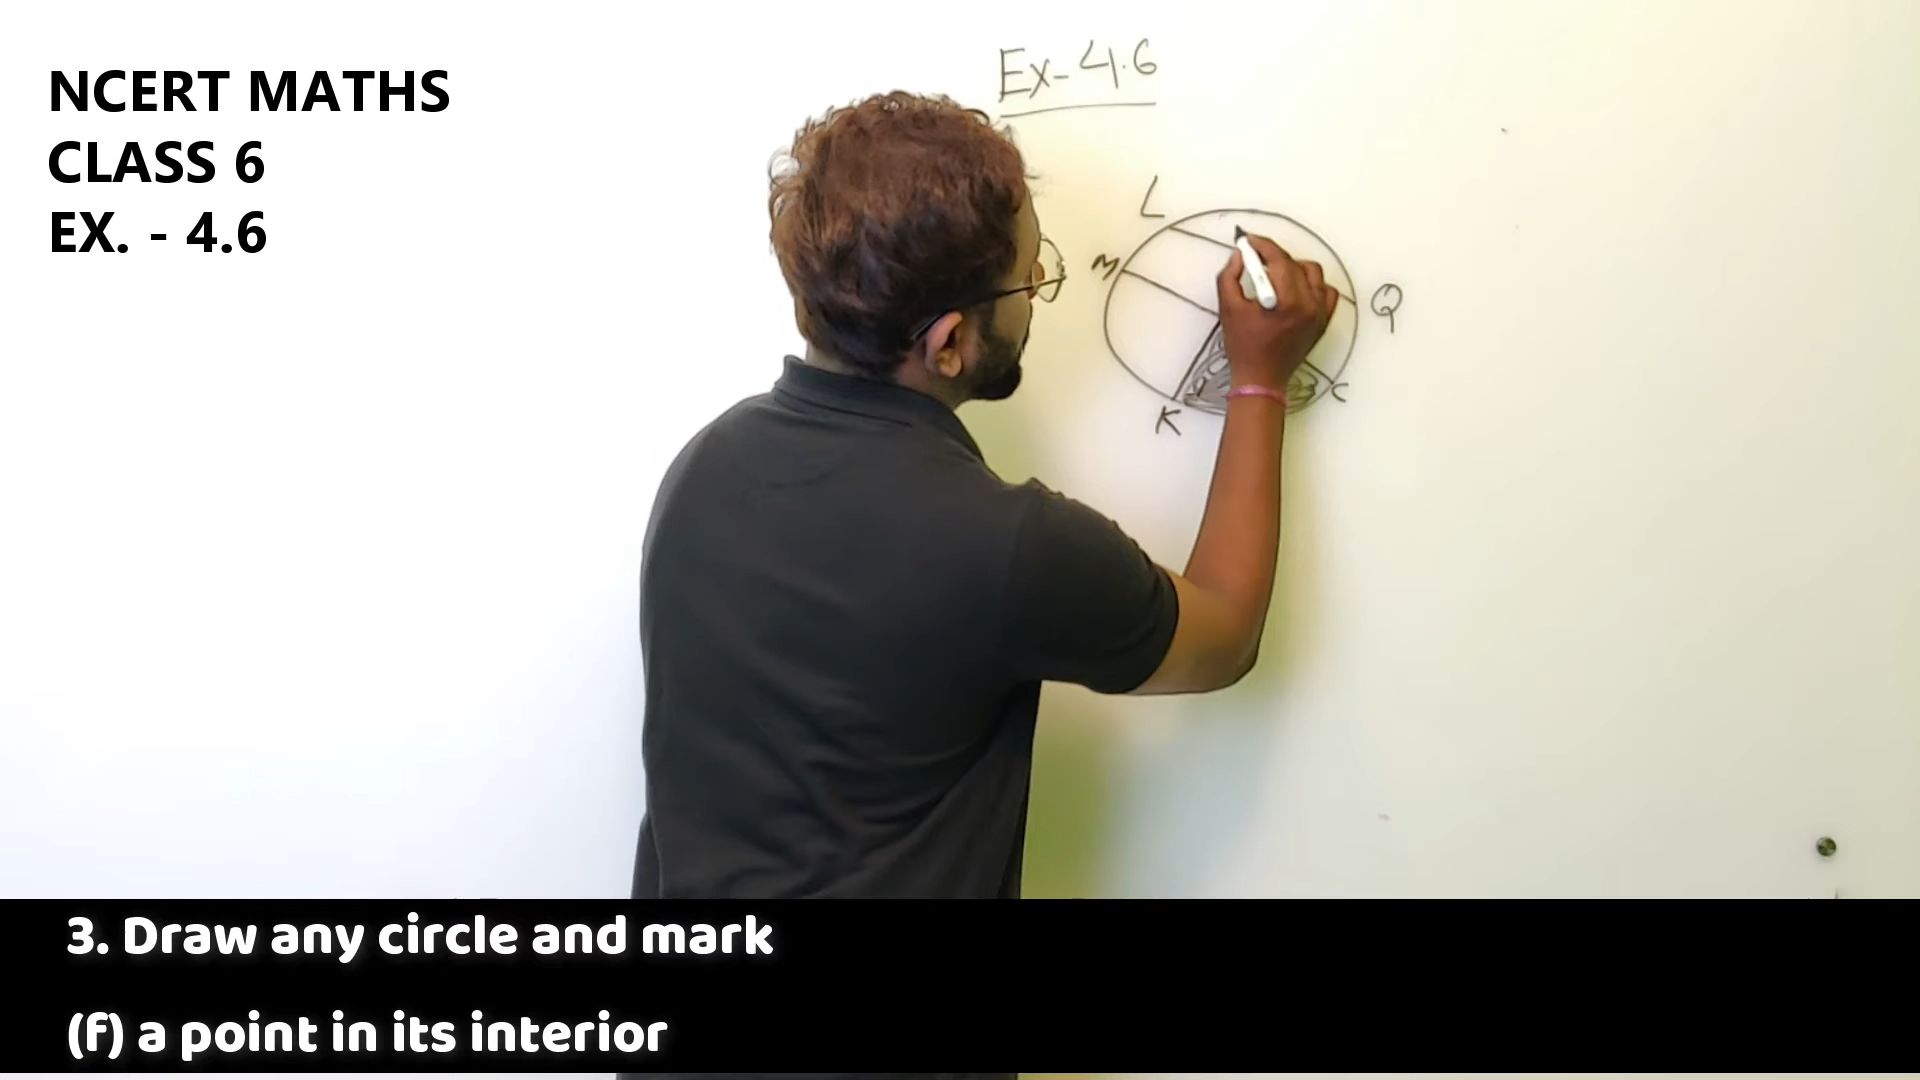 NCERT MATHS
CLASS 6
EX. - 4.6
Ex- 4.6
L
M
Q
K
C
3. Draw any circle and mark
(f) a point in its interior